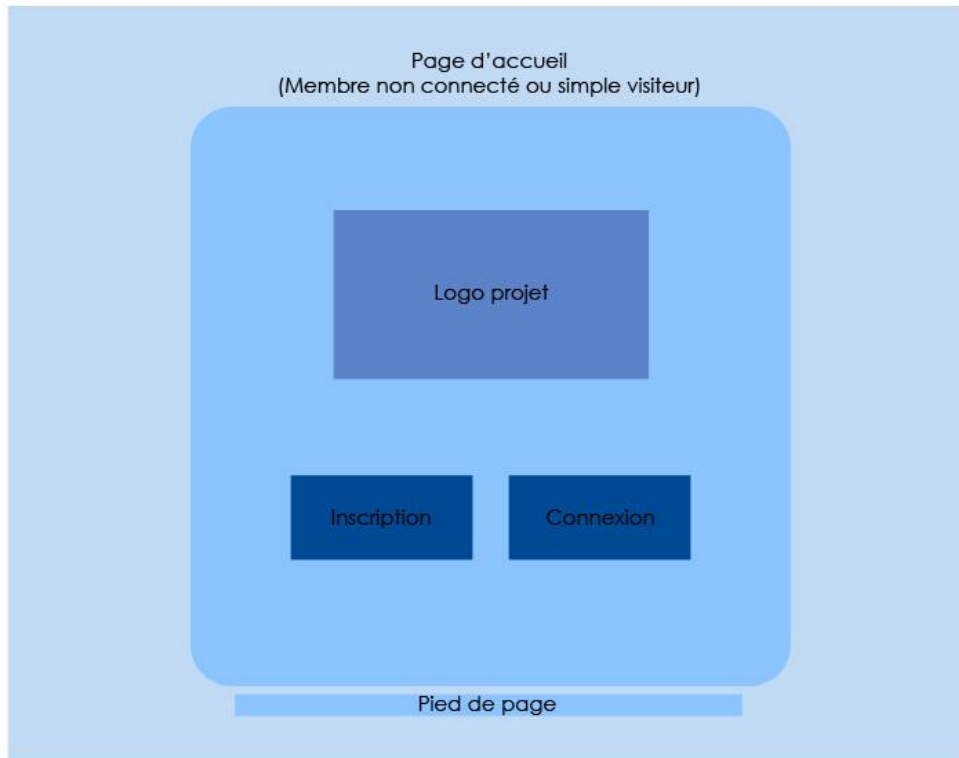 Page d’accueil
(Membre non connecté ou simple visiteur)
Logo projet
Inscription
Connexion
Pied de page